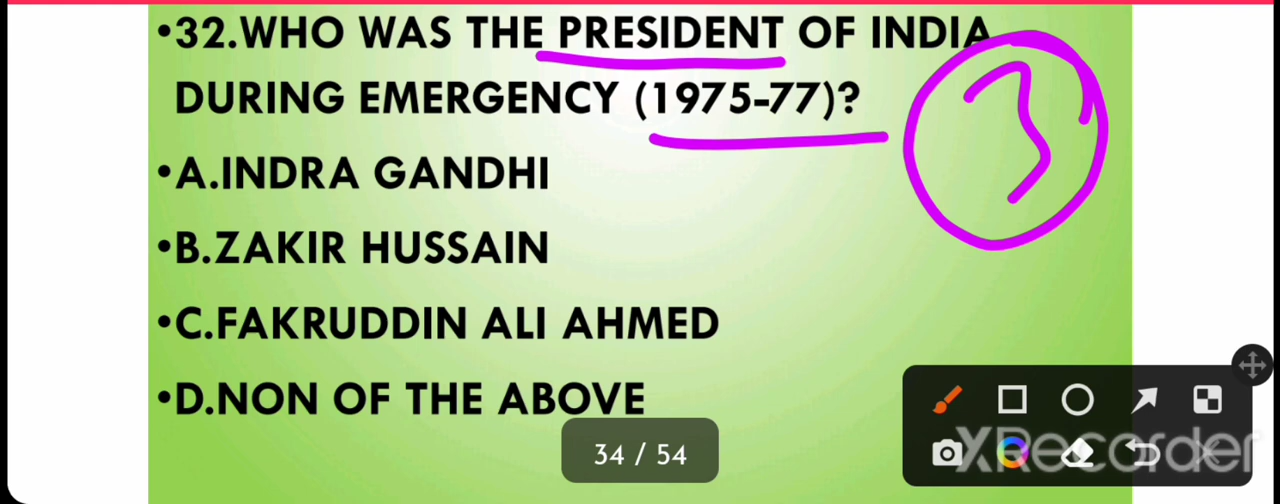 •32.WHO WAS THE PRESIDENT OF INDIA
DURING EMERGENCY (1975-77)?
3
•A.INDRA GANDHI
•B.ZAKIR HUSSAIN
•C.FAKRUDDIN ALI AHMED
•D.NON OF THE ABOVE
34 / 54
XRecorder